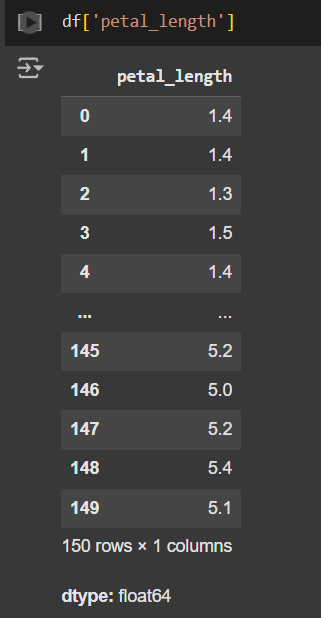 df['petal_length']
petal_length
0 1.4
1 1.4
2 1.3
3 1.5
4 1.4
... ...
145 5.2
146 5.0
147 5.2
148 5.4
149 5.1
150 rows × 1 columns
dtype: float64